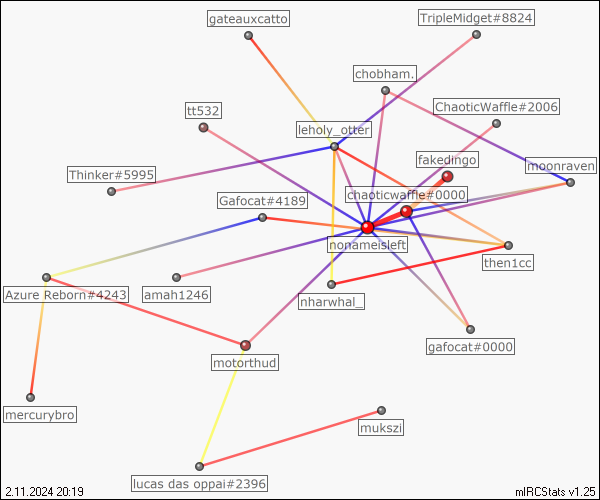 gateauxcatto
TripleMidget#8824
chobham.
tt532
ChaoticWaffle#2006
leholy_otter
fakedingo
moonraven
Thinker#5995
chaoticwaffle#0000
Gafocat#4189
nonameisleft
then1cc
Azure Reborn#4243
amah1246
nharwhal_
gafocat#0000
motorthud
mercurybro
mukszi
lucas das oppai#2396
2.11.2024 20:19
mIRCStats v1.25